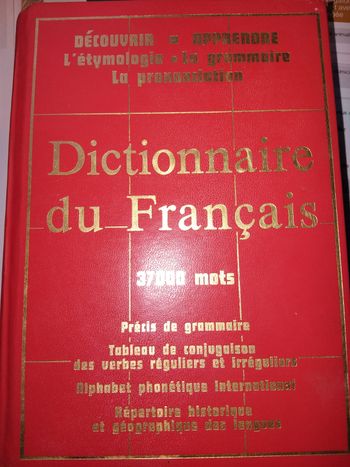 DÉCOUVRIR = APPRENDRE
L'étymologie • La grammaire
La prononciation
Dictionnaire
du Français
37000 mots
Précis de grammaire
Tableau de conjugaison
des verbes réguliers et irréguliers
Alphabet phonétique international
Répertoire historique
et géographique des langues